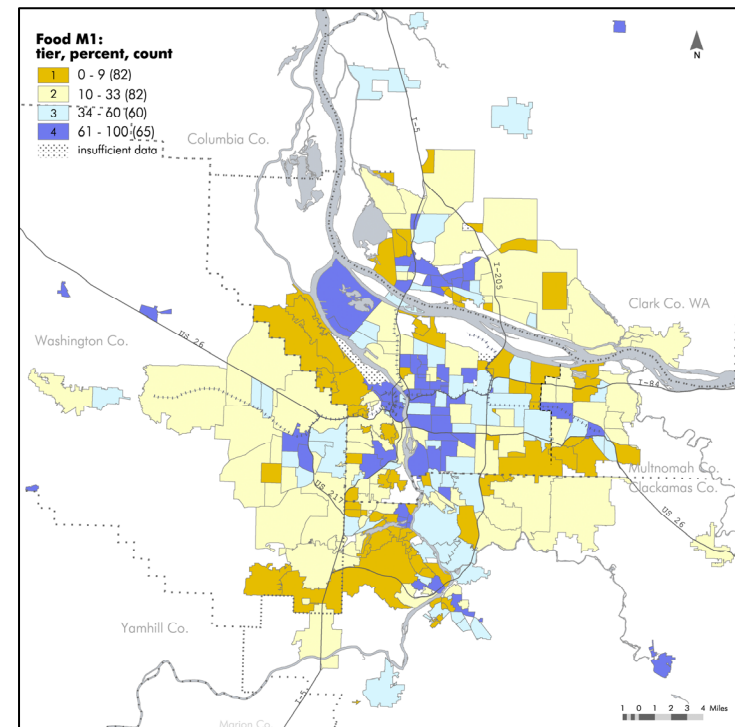 Food M1:
tier, percent, count
1 0 - 9 (82)
2 10 - 33 (82)
3 34 - 60 (60)
4 61 - 100 (65)
insufficient data
N
Columbia Co.
I-5
I-205
Clark Co. WA
Washington Co.
US 26
I-84
US 217
Multnomah Co.
Clackamas Co.
US 26
Yamhill Co.
I-5
Marion Co.
1 0 1 2 3 4 Miles